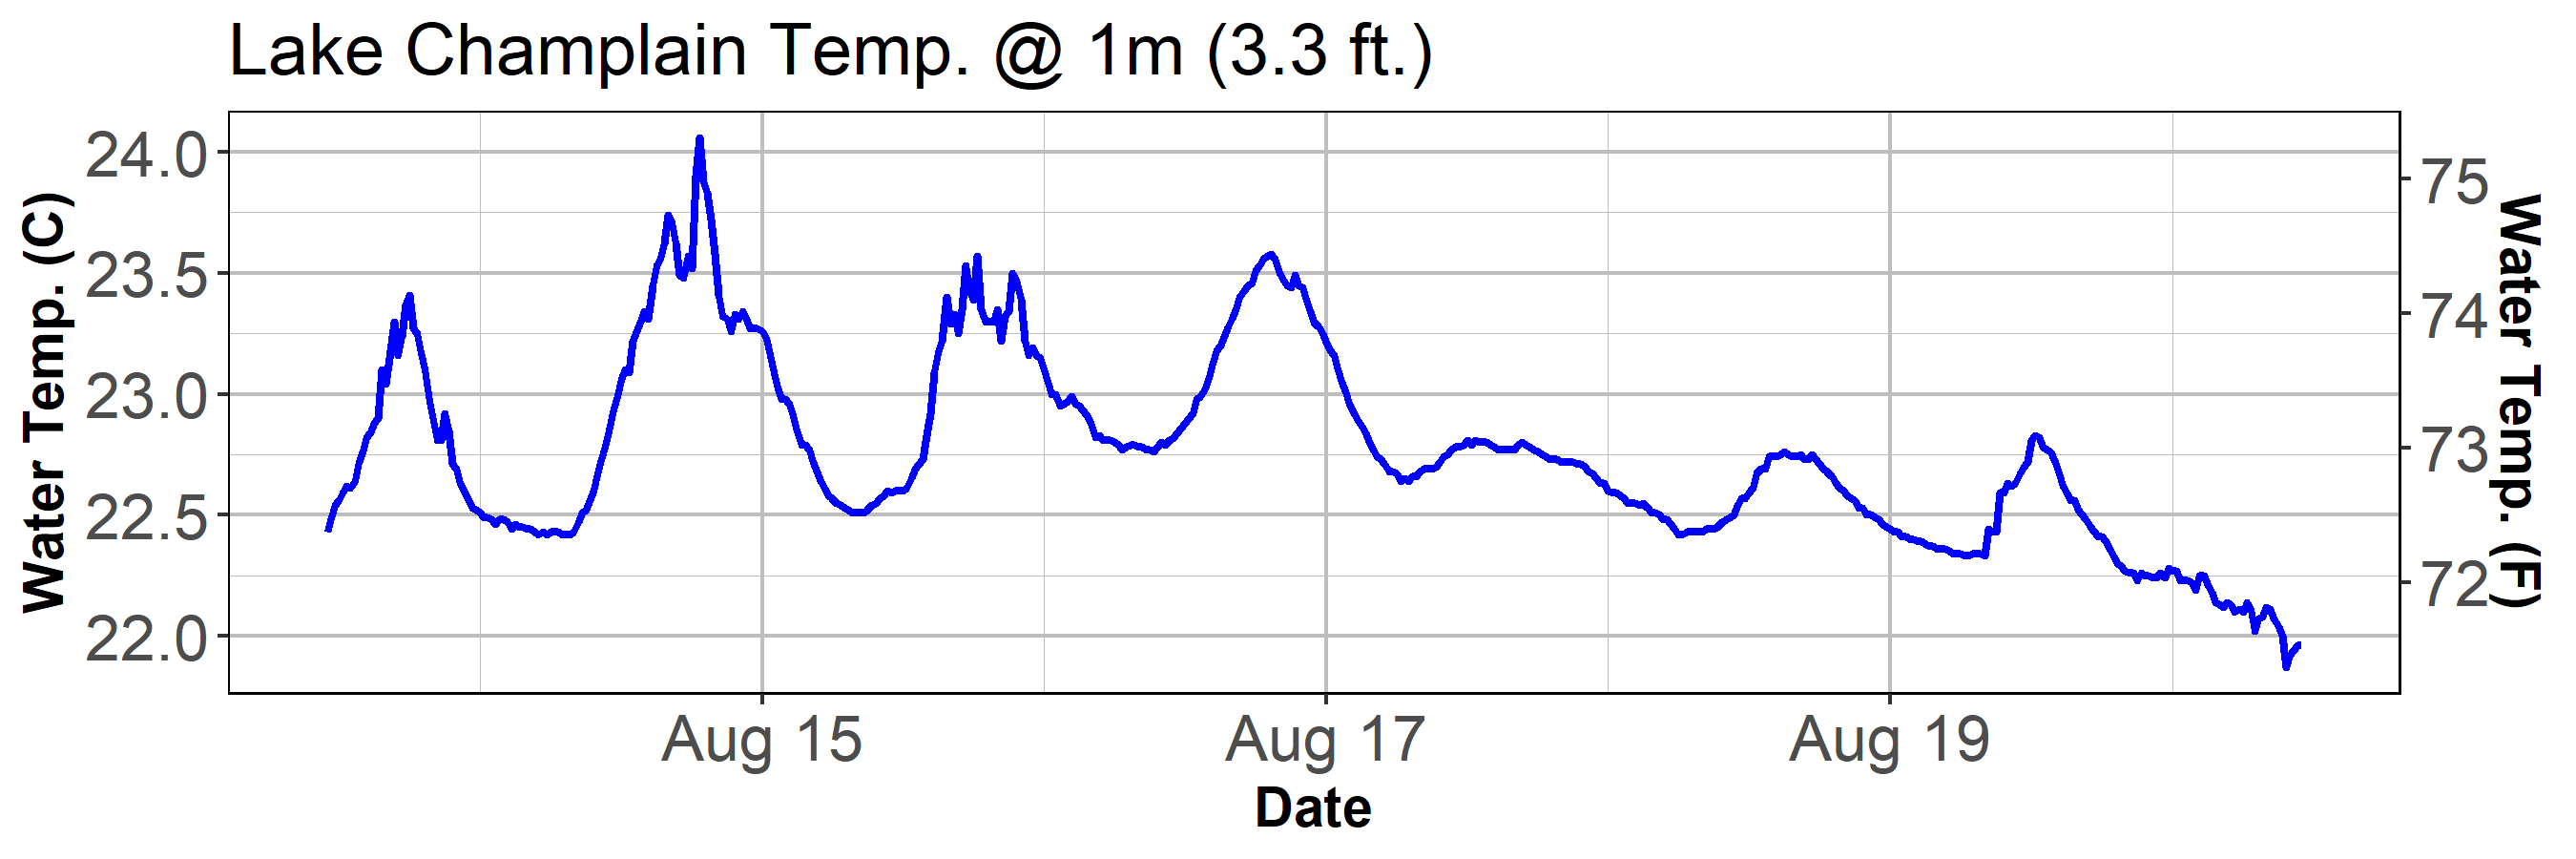 Lake Champlain Temp. @ 1m (3.3 ft.)
Water Temp. (C)
24.0
23.5
23.0
22.5
22.0
75
74
73
72
Water Temp. (F)
Aug 15
Aug 17
Aug 19
Date